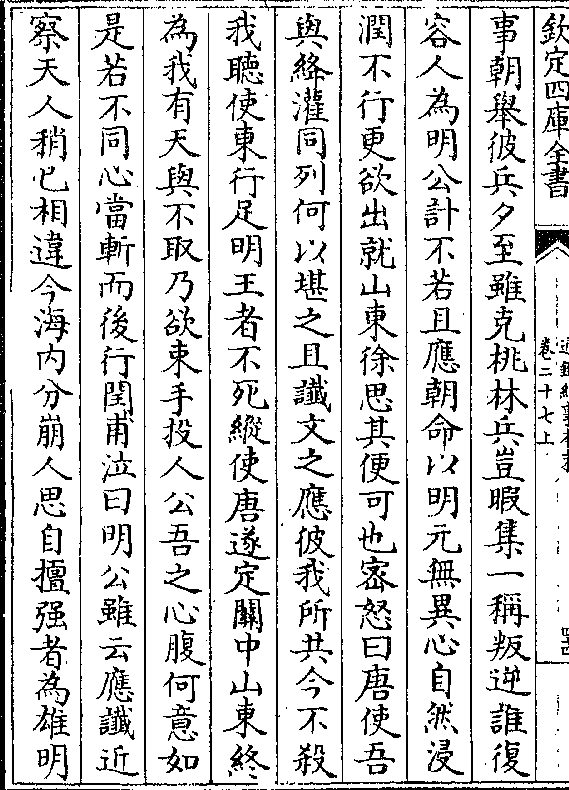 欽定四庫全書
卷二十七上
事朝舉彼兵夕至雖克桃林兵豈暇集一稱叛逆誰復
容人為明公計不若且應朝命以明元無異心自然浸
潤不行更欲出就山東徐思其便可也宻怒曰唐使吾
與絳灌同列何以堪之且䜟文之應彼我所共今不殺
我聽使東行足明王者不死縱使唐遂定關中山東終
為我有天與不取乃欲束手投人公吾之心腹何意如
是若不同心當斬而後行閏甫泣曰明公雖云應䜟近
察天人稍已相違今海内分崩人思自擅强者為雄明